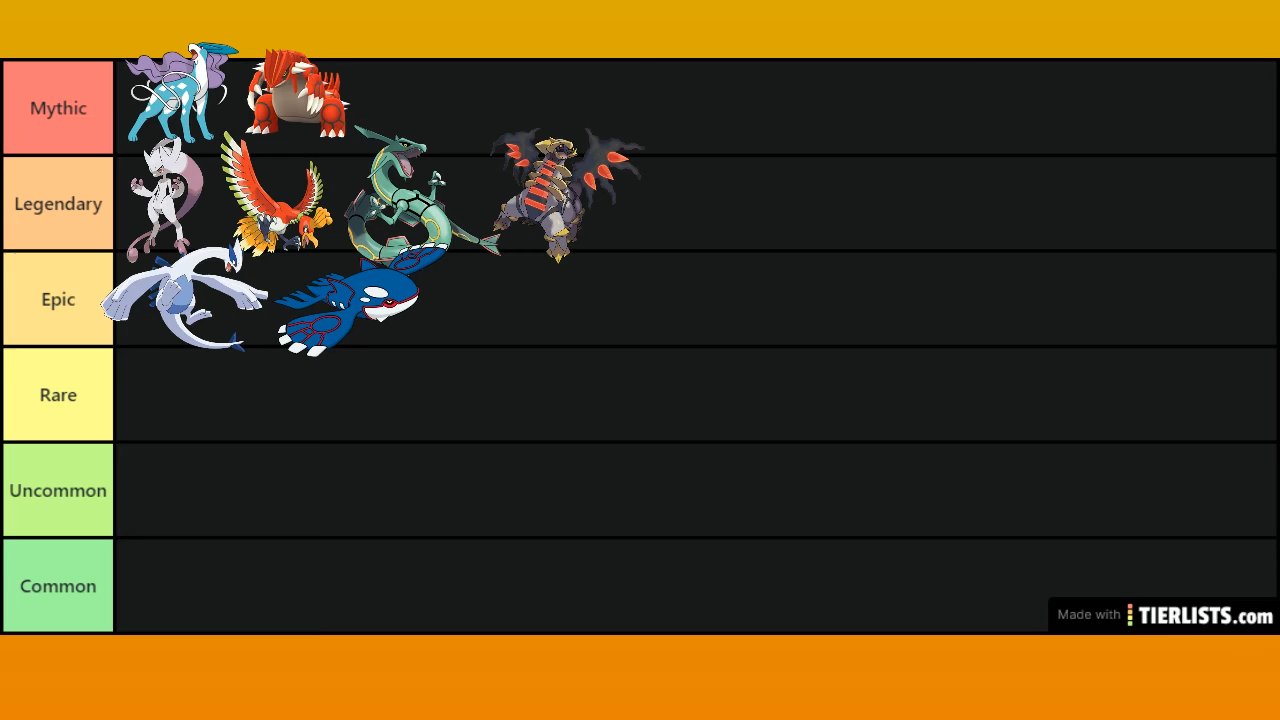 Mythic
Legendary
Epic
Rare
Uncommon
Common
Made with TIERLISTS.com